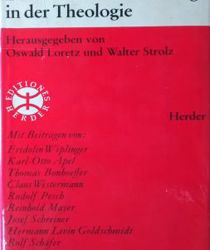 in der Theologie
Herausgegeben von
Oswald Loretz und Walter Strolz
EDITIONES HERDER
Herder
Mit Beiträgen von:
Fridolin Wiplinger
Karl-Otto Apel
Thomas Bonhoeffer
Claus Westermann
Rudolf Pesch
Reinhold Mayer
Josef Schreiner
Hermann Levin Goldschmidt
Rolf Schäfer